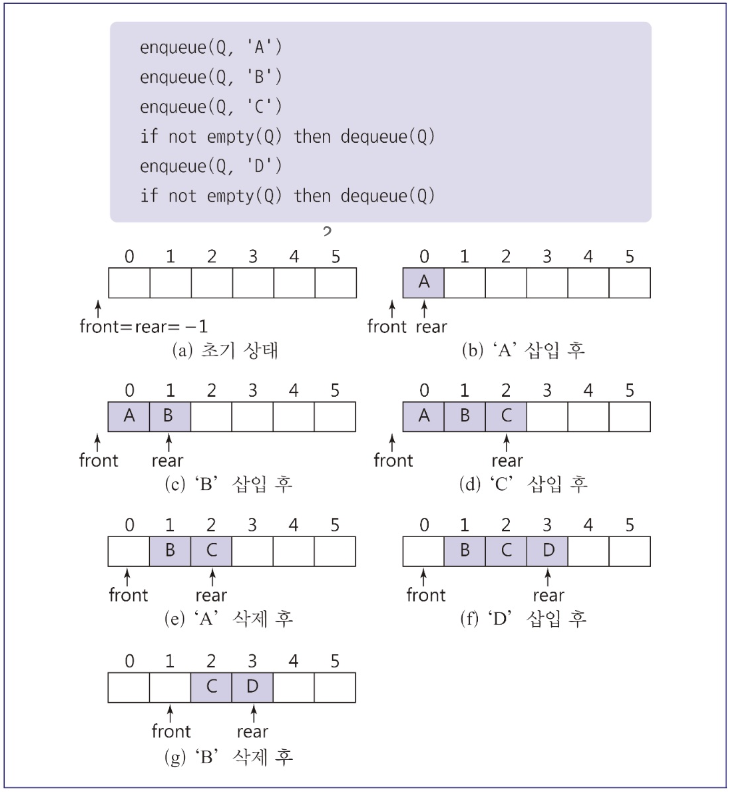 enqueue(Q, 'A')
enqueue(Q, 'B')
enqueue(Q, 'C')
if not empty(Q) then dequeue(Q)
enqueue(Q, 'D')
if not empty(Q) then dequeue(Q)
0 1 2 3 4 5
front=rear=-1
(a) 초기 상태
0 1 2 3 4 5
A
front rear
(b) ‘A’ 삽입 후
0 1 2 3 4 5
A B
front rear
(c) ‘B’ 삽입 후
0 1 2 3 4 5
A B C
front rear
(d) ‘C’ 삽입 후
0 1 2 3 4 5
B C
front rear
(e) ‘A’ 삭제 후
0 1 2 3 4 5
B C D
front rear
(f) ‘D’ 삽입 후
0 1 2 3 4 5
C D
front rear
(g) ‘B’ 삭제 후